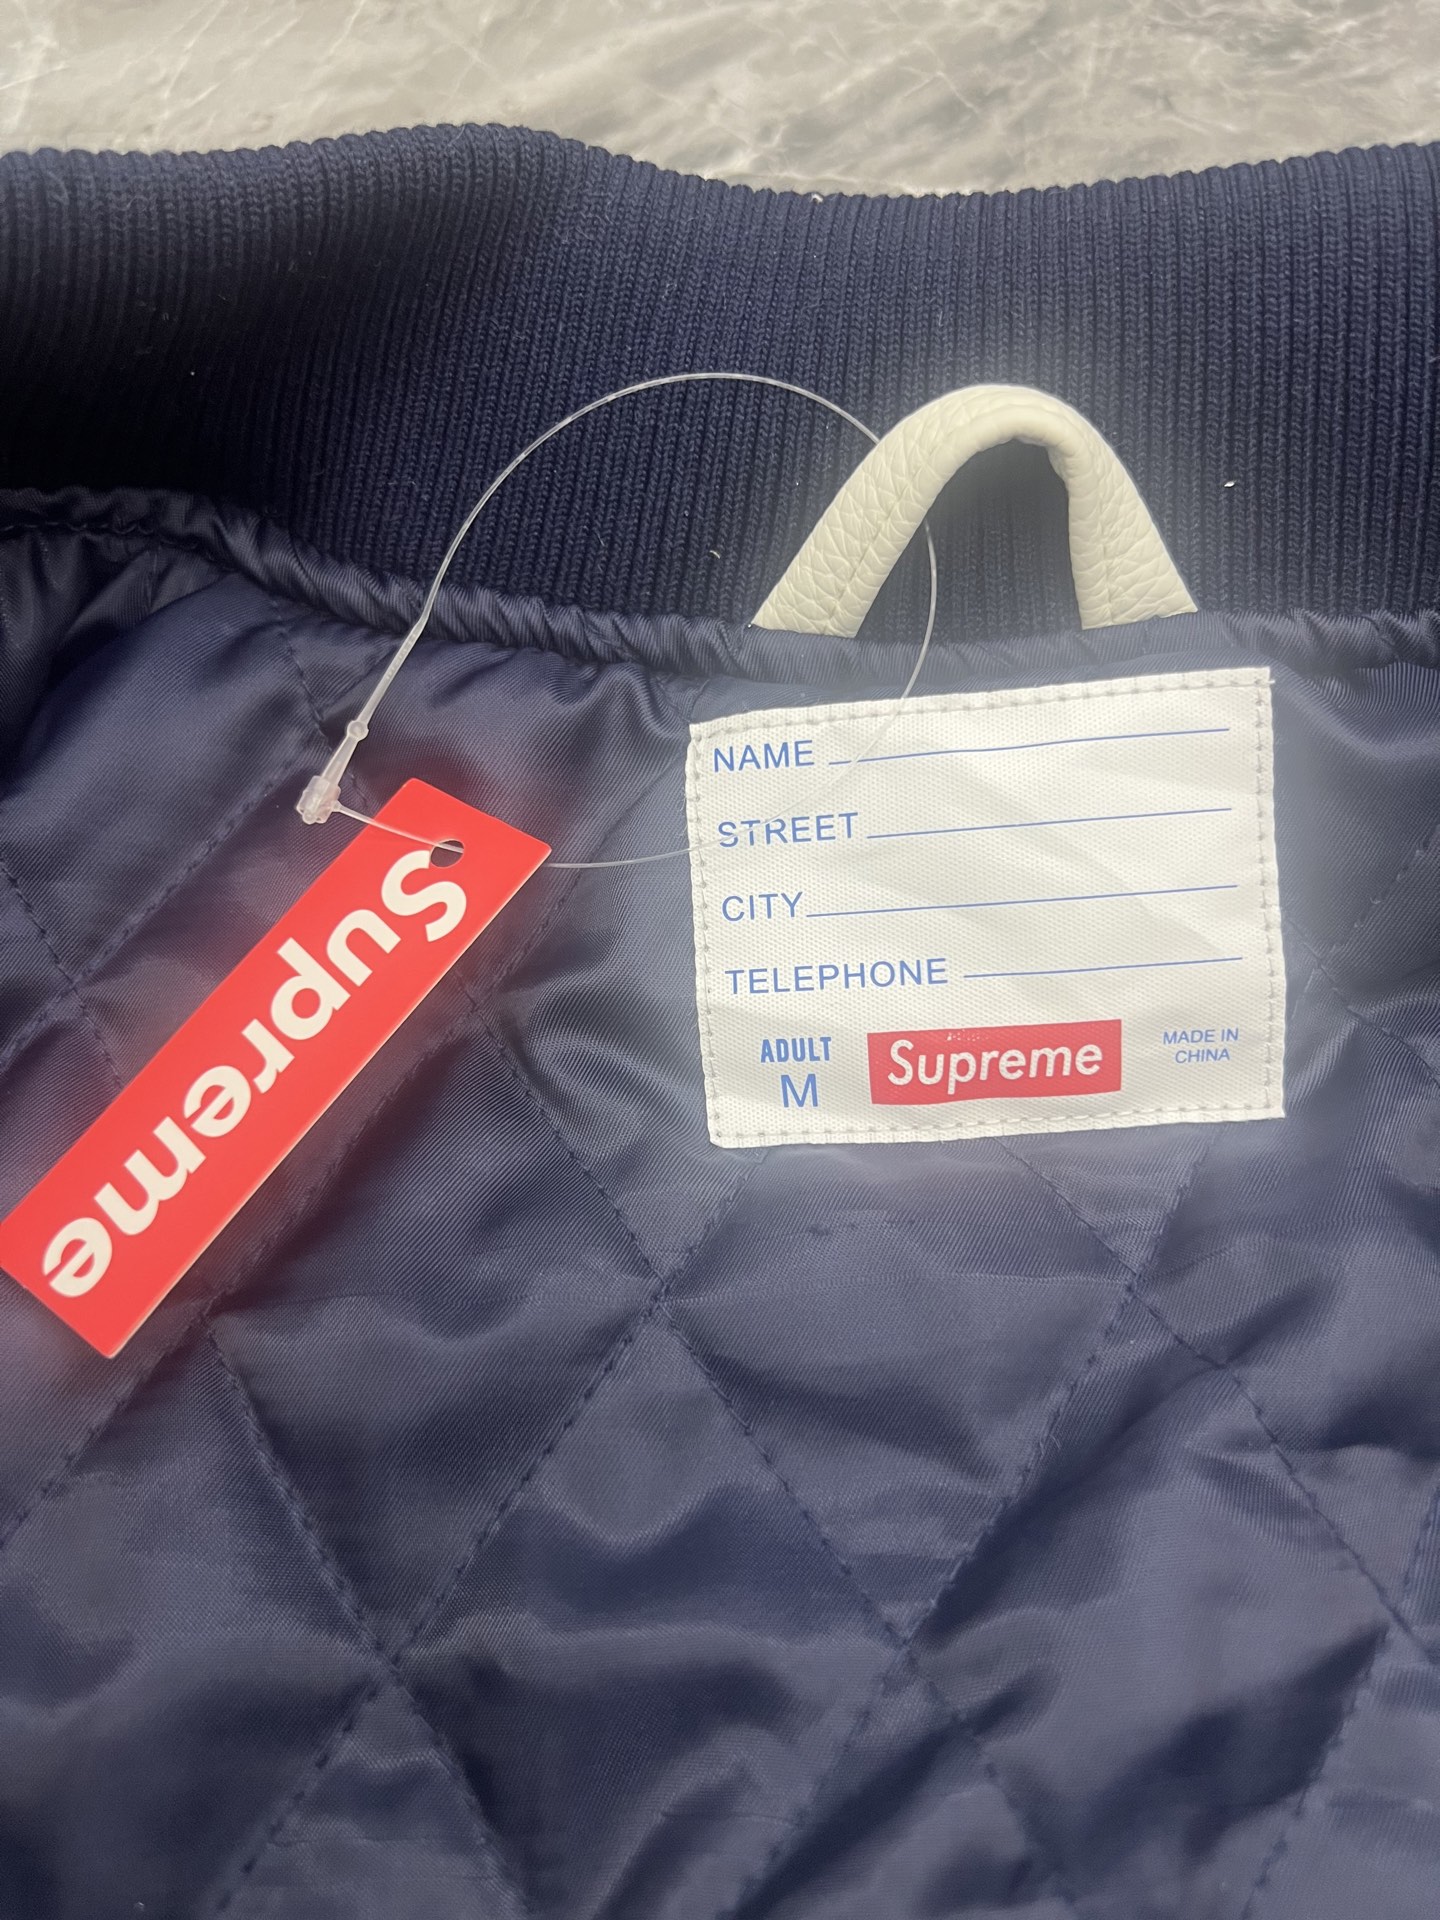 NAME
STREET
CITY
TELEPHONE
ADULT
M
Supreme
MADE IN
CHINA
Supreme